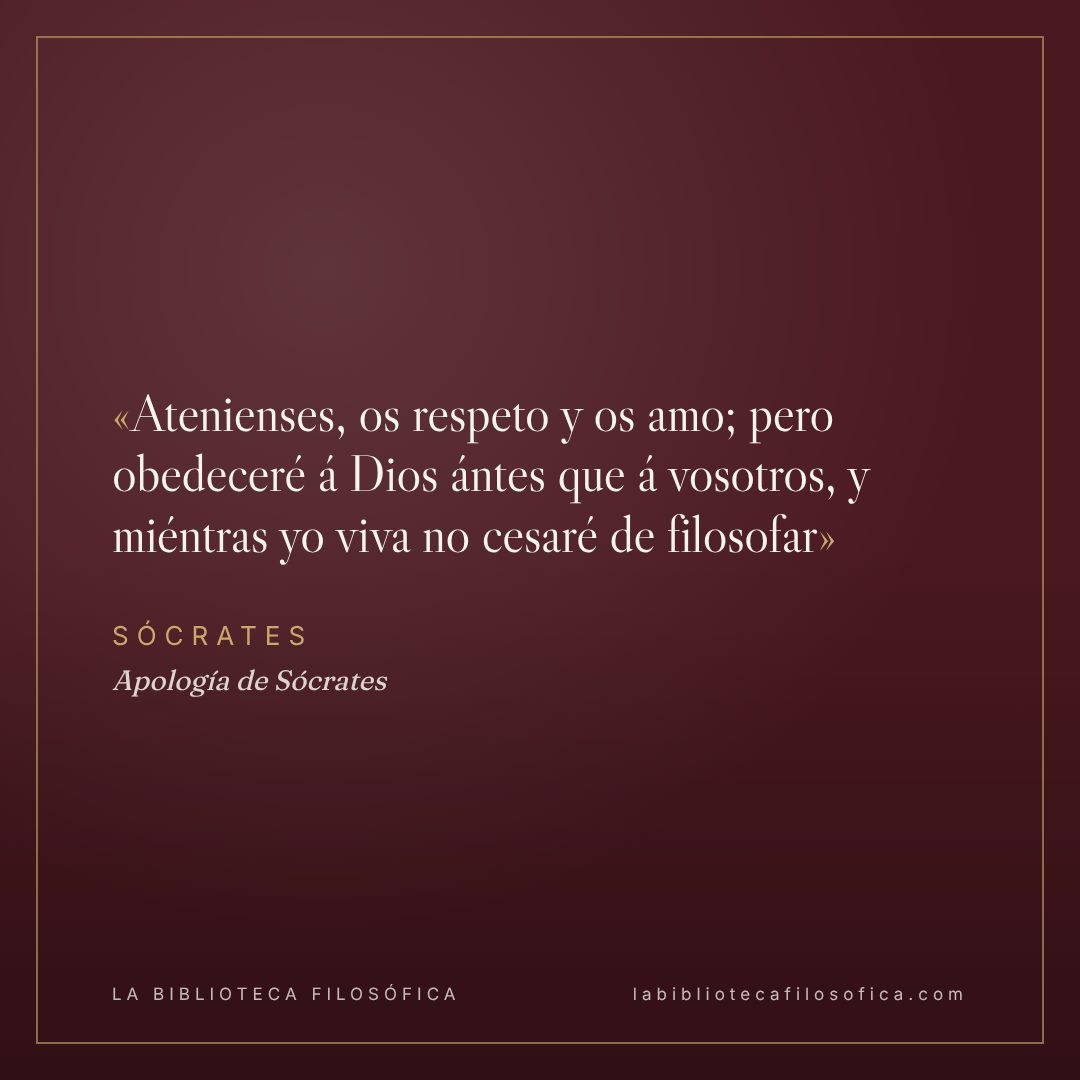 «Atenienses, os respeto y os amo; pero
obedeceré á Dios ántes que á vosotros, y
miéntras yo viva no cesaré de filosofar»
SÓCRATES
Apología de Sócrates
LA BIBLIOTECA FILOSÓFICA
labibliotecafilosofica.com